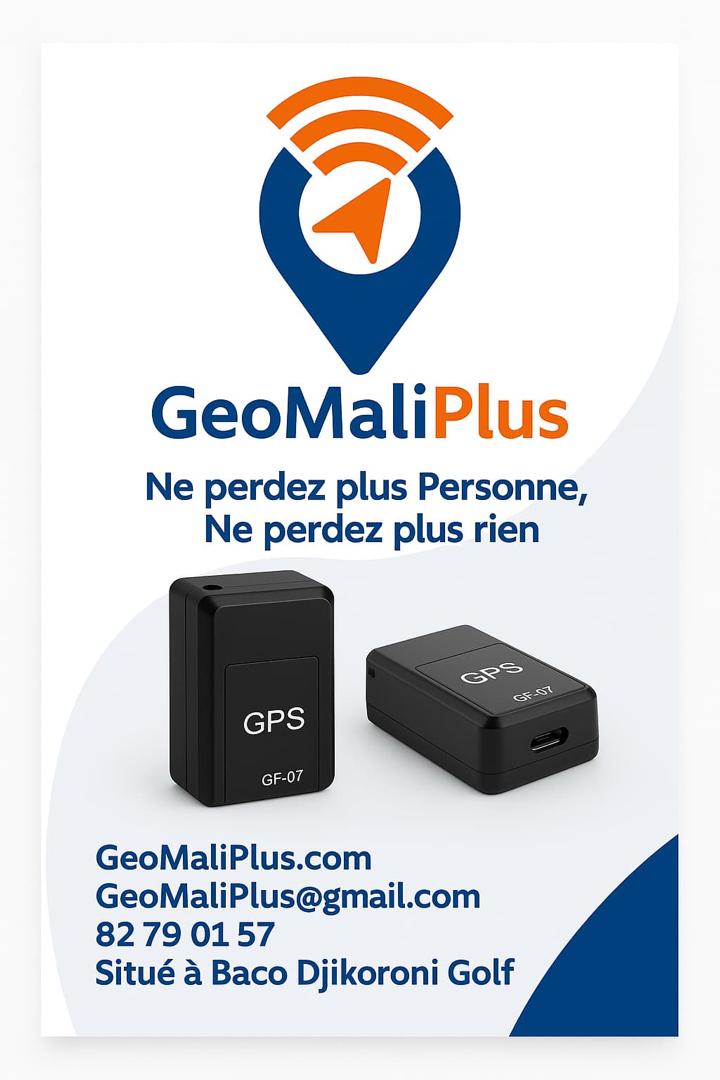 GeoMaliPlus
Ne perdez plus Personne,
Ne perdez plus rien
GPS
GF-07
GPS
GF-07
GeoMaliPlus.com
GeoMaliPlus@gmail.com
82 79 01 57
Situé à Baco Djikoroni Golf